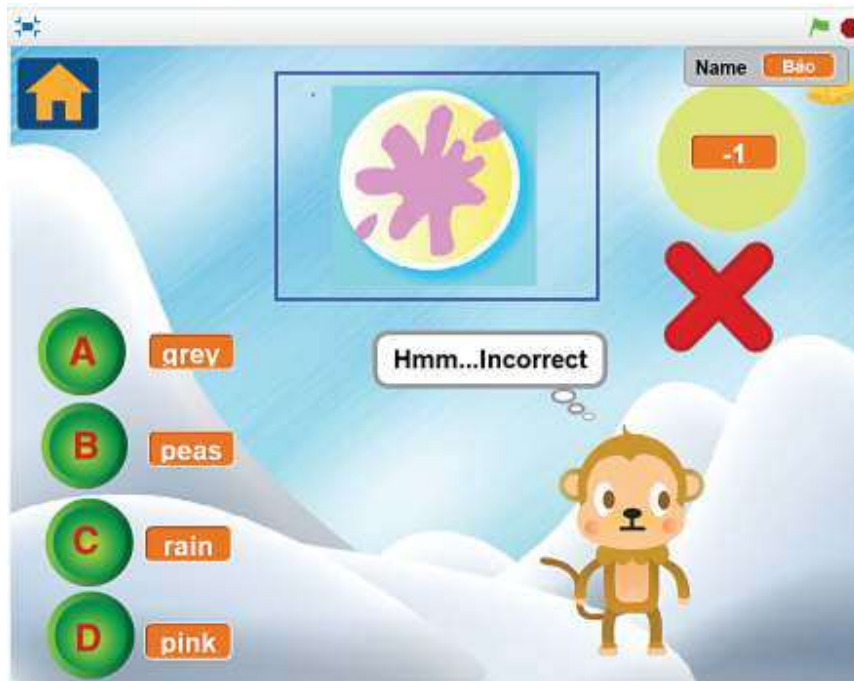 Name Bảo
-1
Hmm...Incorrect
A grey
B peas
C rain
D pink